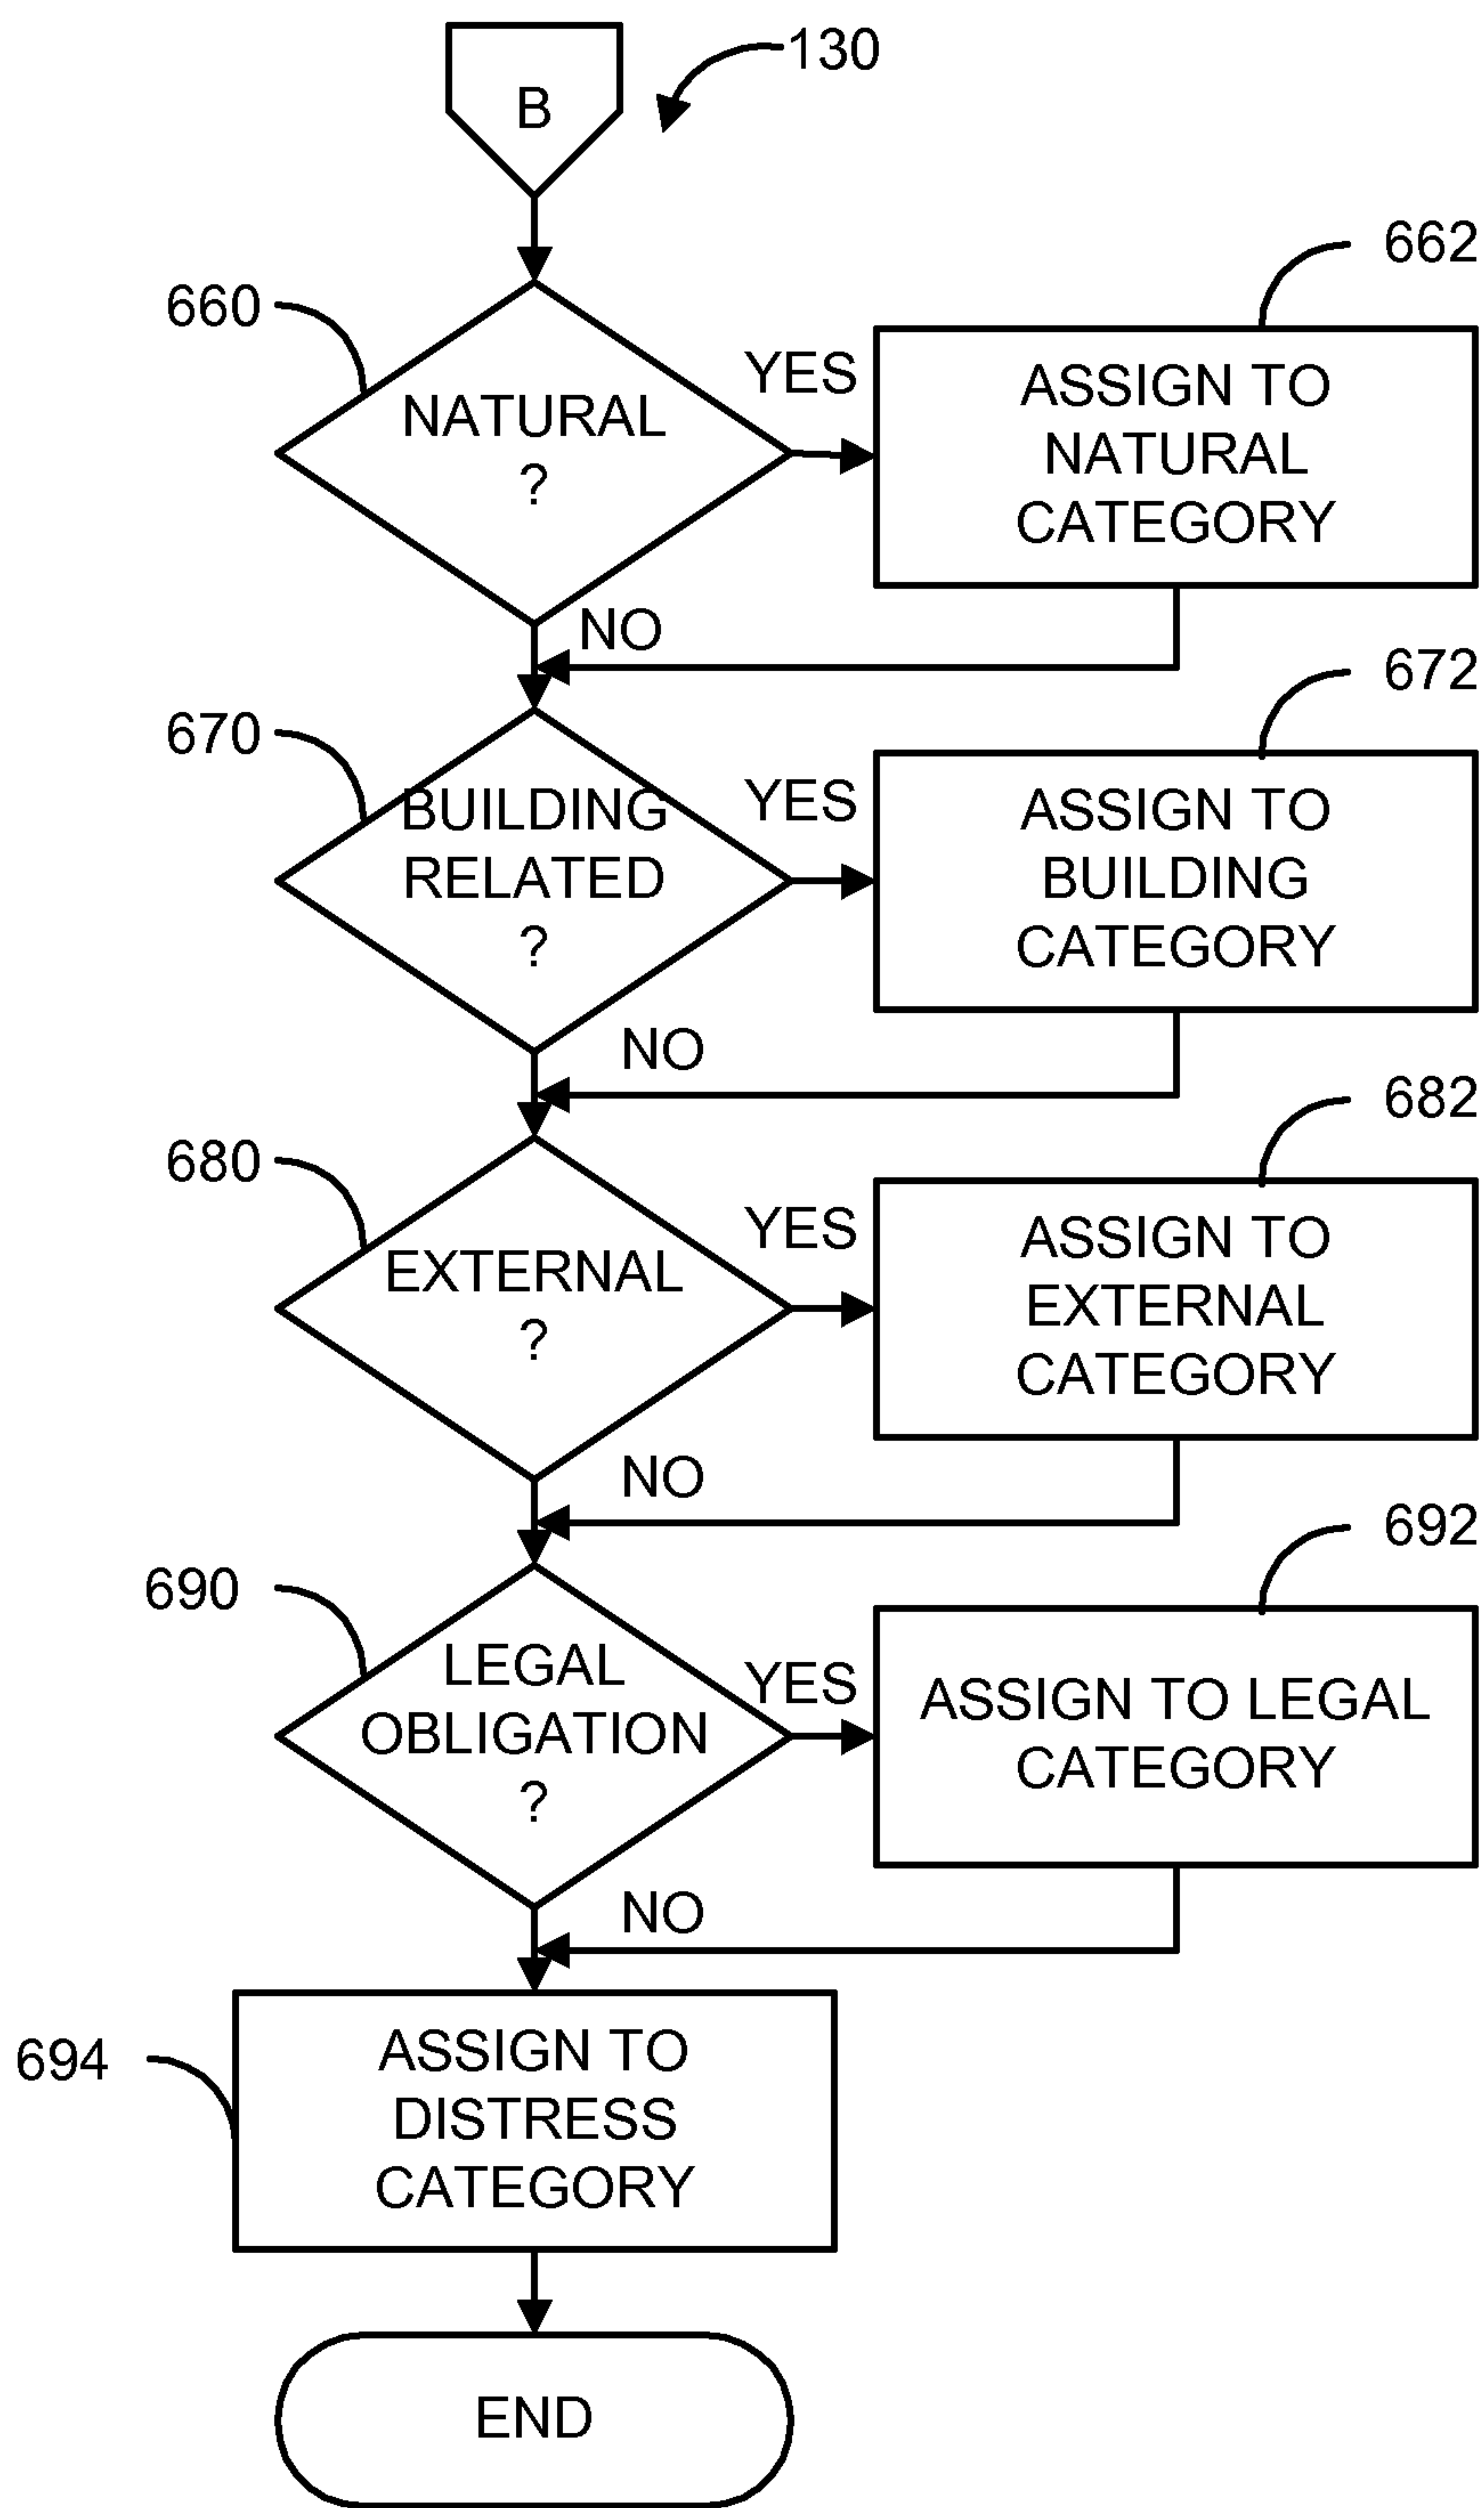 B
130
660
NATURAL
?
YES
662
ASSIGN TO
NATURAL
CATEGORY
NO
670
BUILDING
RELATED
?
YES
672
ASSIGN TO
BUILDING
CATEGORY
NO
680
EXTERNAL
?
YES
682
ASSIGN TO
EXTERNAL
CATEGORY
NO
690
LEGAL
OBLIGATION
?
YES
692
ASSIGN TO LEGAL
CATEGORY
NO
694
ASSIGN TO
DISTRESS
CATEGORY
END